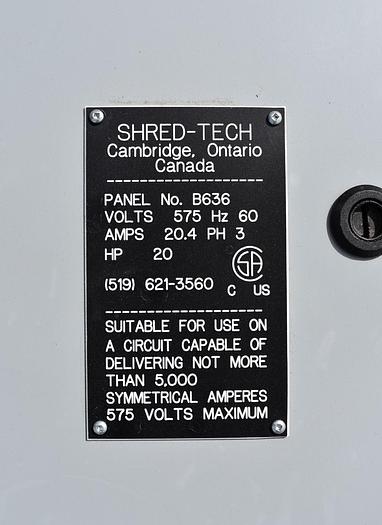 SHRED-TECH
Cambridge, Ontario
Canada
PANEL No. B636
VOLTS 575 Hz 60
AMPS 20.4 PH 3
HP 20
(519) 621-3560
SA
C US
SUITABLE FOR USE ON
A CIRCUIT CAPABLE OF
DELIVERING NOT MORE
THAN 5,000
SYMMETRICAL AMPERES
575 VOLTS MAXIMUM